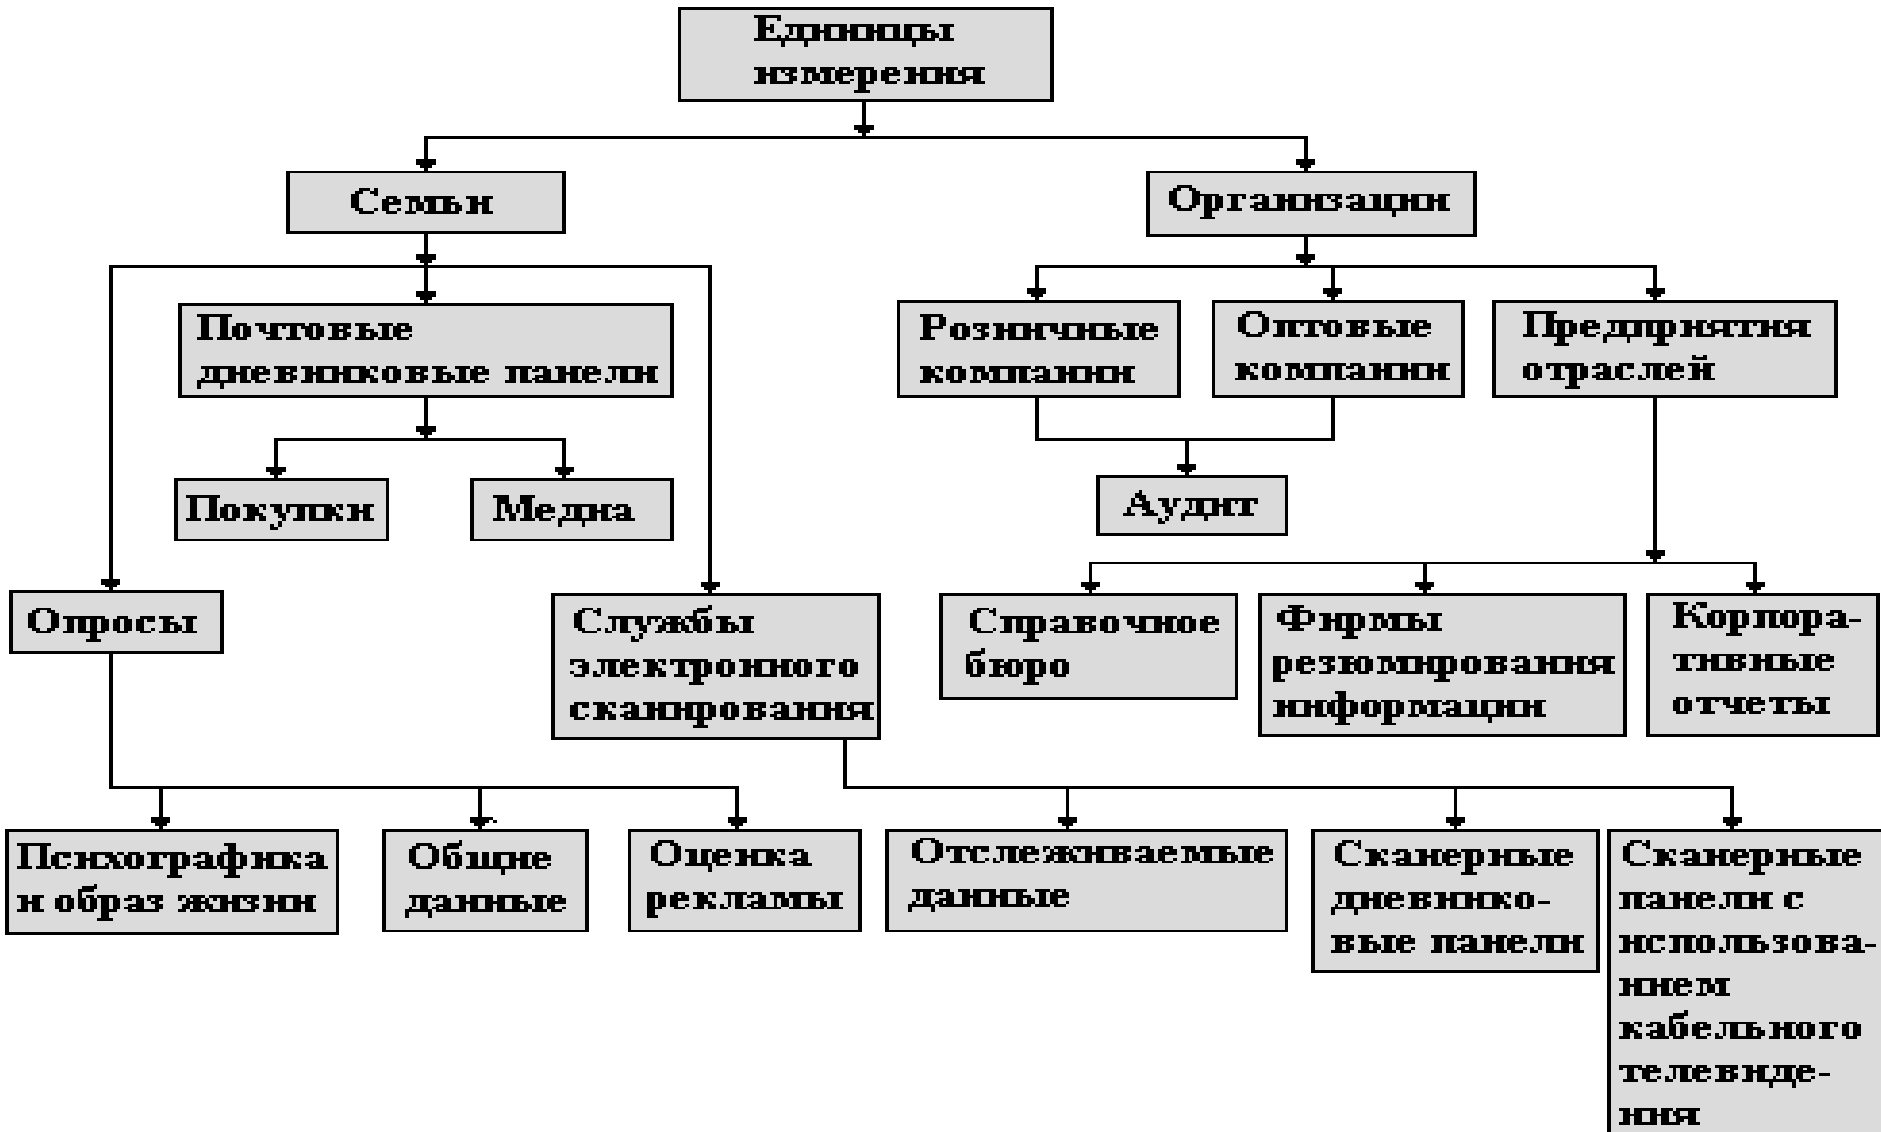 Единицы
измерения
Семьи
Организации
Почтовые
дневниковые панели
Розничные
компании
Оптовые
компании
Предприятия
отраслей
Покупки
Медиа
Аудит
Опросы
Службы
электронного
сканирования
Справочное
бюро
Фирмы
резюмирования
информации
Корпора-
тивные
отчеты
Психографика
и образ жизни
Общие
данные
Оценка
рекламы
Отслеживаемые
данные
Сканерные
дневнико-
вые панели
Сканерные
панели с
использова-
нием
кабельного
телевиде-
ния